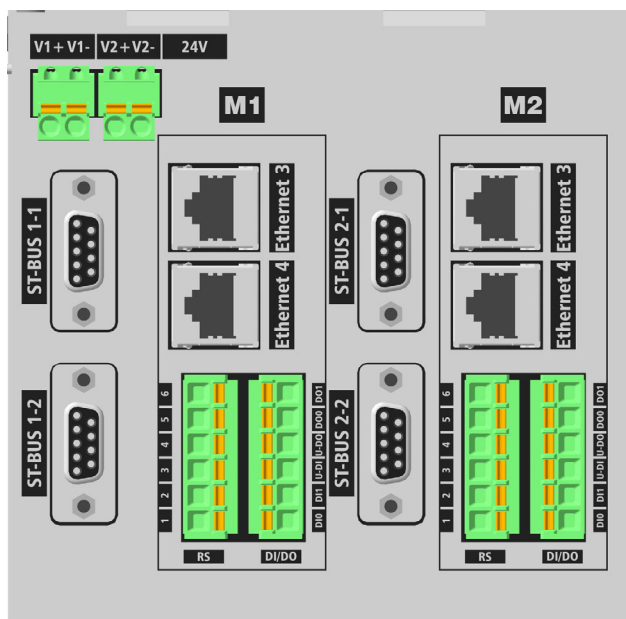 V1+ V1- V2+ V2- 24V
M1 M2
ST-BUS 1-1
Ethernet 3
Ethernet 4
ST-BUS 2-1
Ethernet 3
Ethernet 4
ST-BUS 1-2
6
5
4
3
2
1
DO1
DO0
U-DO
U-DI
DI1
DI0
RS DI/DO
ST-BUS 2-2
6
5
4
3
2
1
DO1
DO0
U-DO
U-DI
DI1
DI0
RS DI/DO